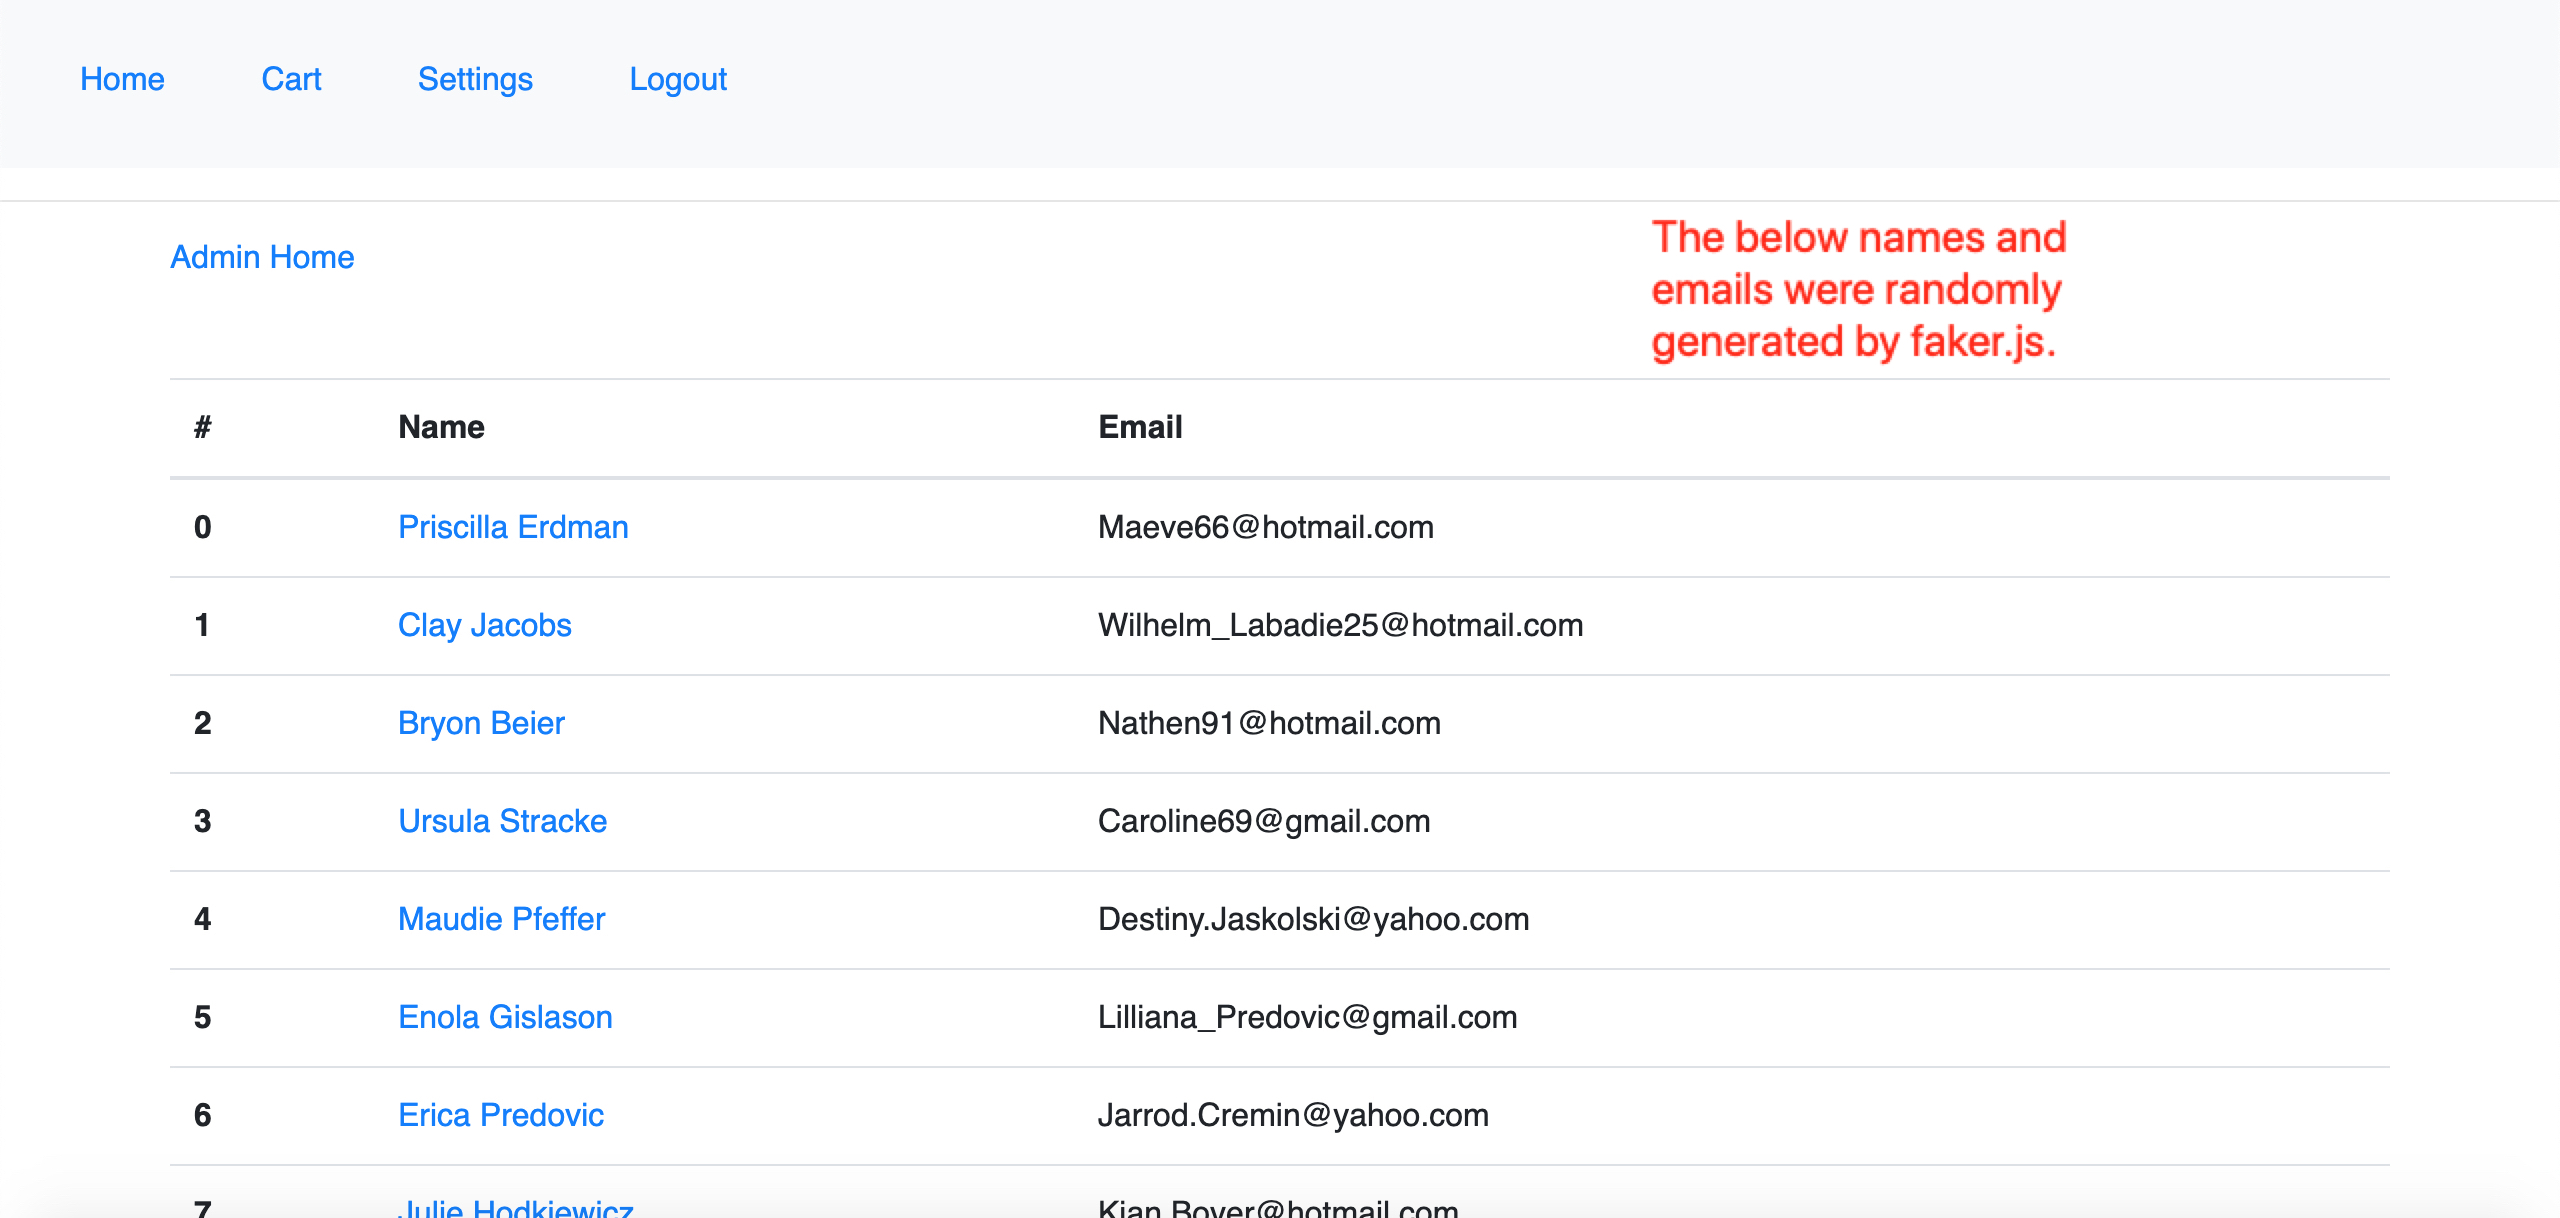 Home Cart Settings Logout
Admin Home
The below names and
emails were randomly
generated by faker.js.
# Name Email
0 Priscilla Erdman Maeve66@hotmail.com
1 Clay Jacobs Wilhelm_Labadie25@hotmail.com
2 Bryon Beier Nathen91@hotmail.com
3 Ursula Stracke Caroline69@gmail.com
4 Maudie Pfeffer Destiny.Jaskolski@yahoo.com
5 Enola Gislason Lilliana_Predovic@gmail.com
6 Erica Predovic Jarrod.Cremin@yahoo.com
7 Julie Hodkiewicz Kian.Boyer@hotmail.com